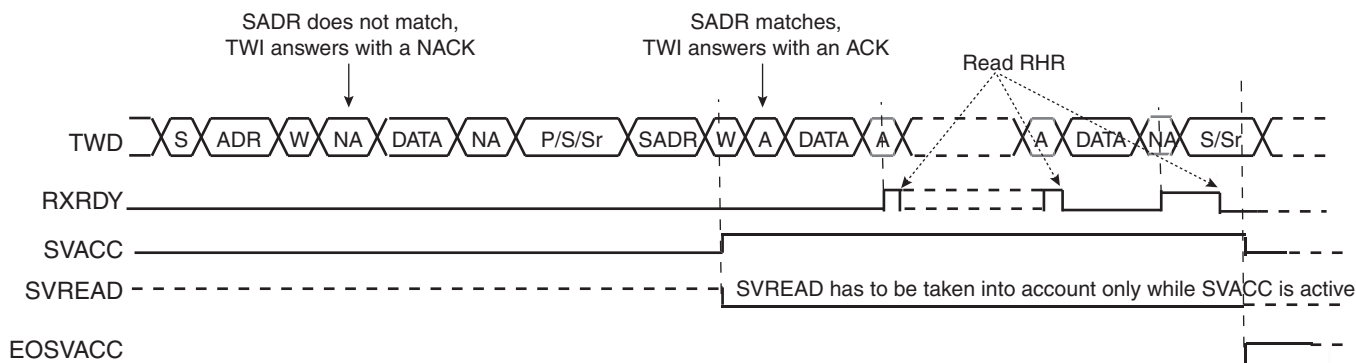 SADR does not match,
TWI answers with a NACK
SADR matches,
TWI answers with an ACK
Read RHR
TWD S ADR W NA DATA NA P/S/Sr SADR W A DATA A A DATA NA S/Sr
RXRDY
SVACC
SVREAD SVREAD has to be taken into account only while SVACC is active
EOSVACC